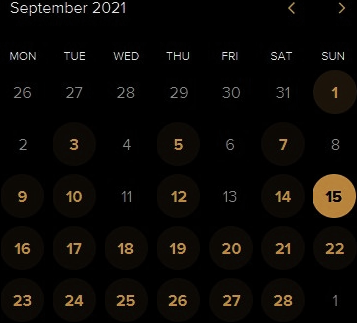 September 2021
MON TUE WED THU FRI SAT SUN
26 27 28 29 30 31 1
2 3 4 5 6 7 8
9 10 11 12 13 14 15
16 17 18 19 20 21 22
23 24 25 26 27 28 1